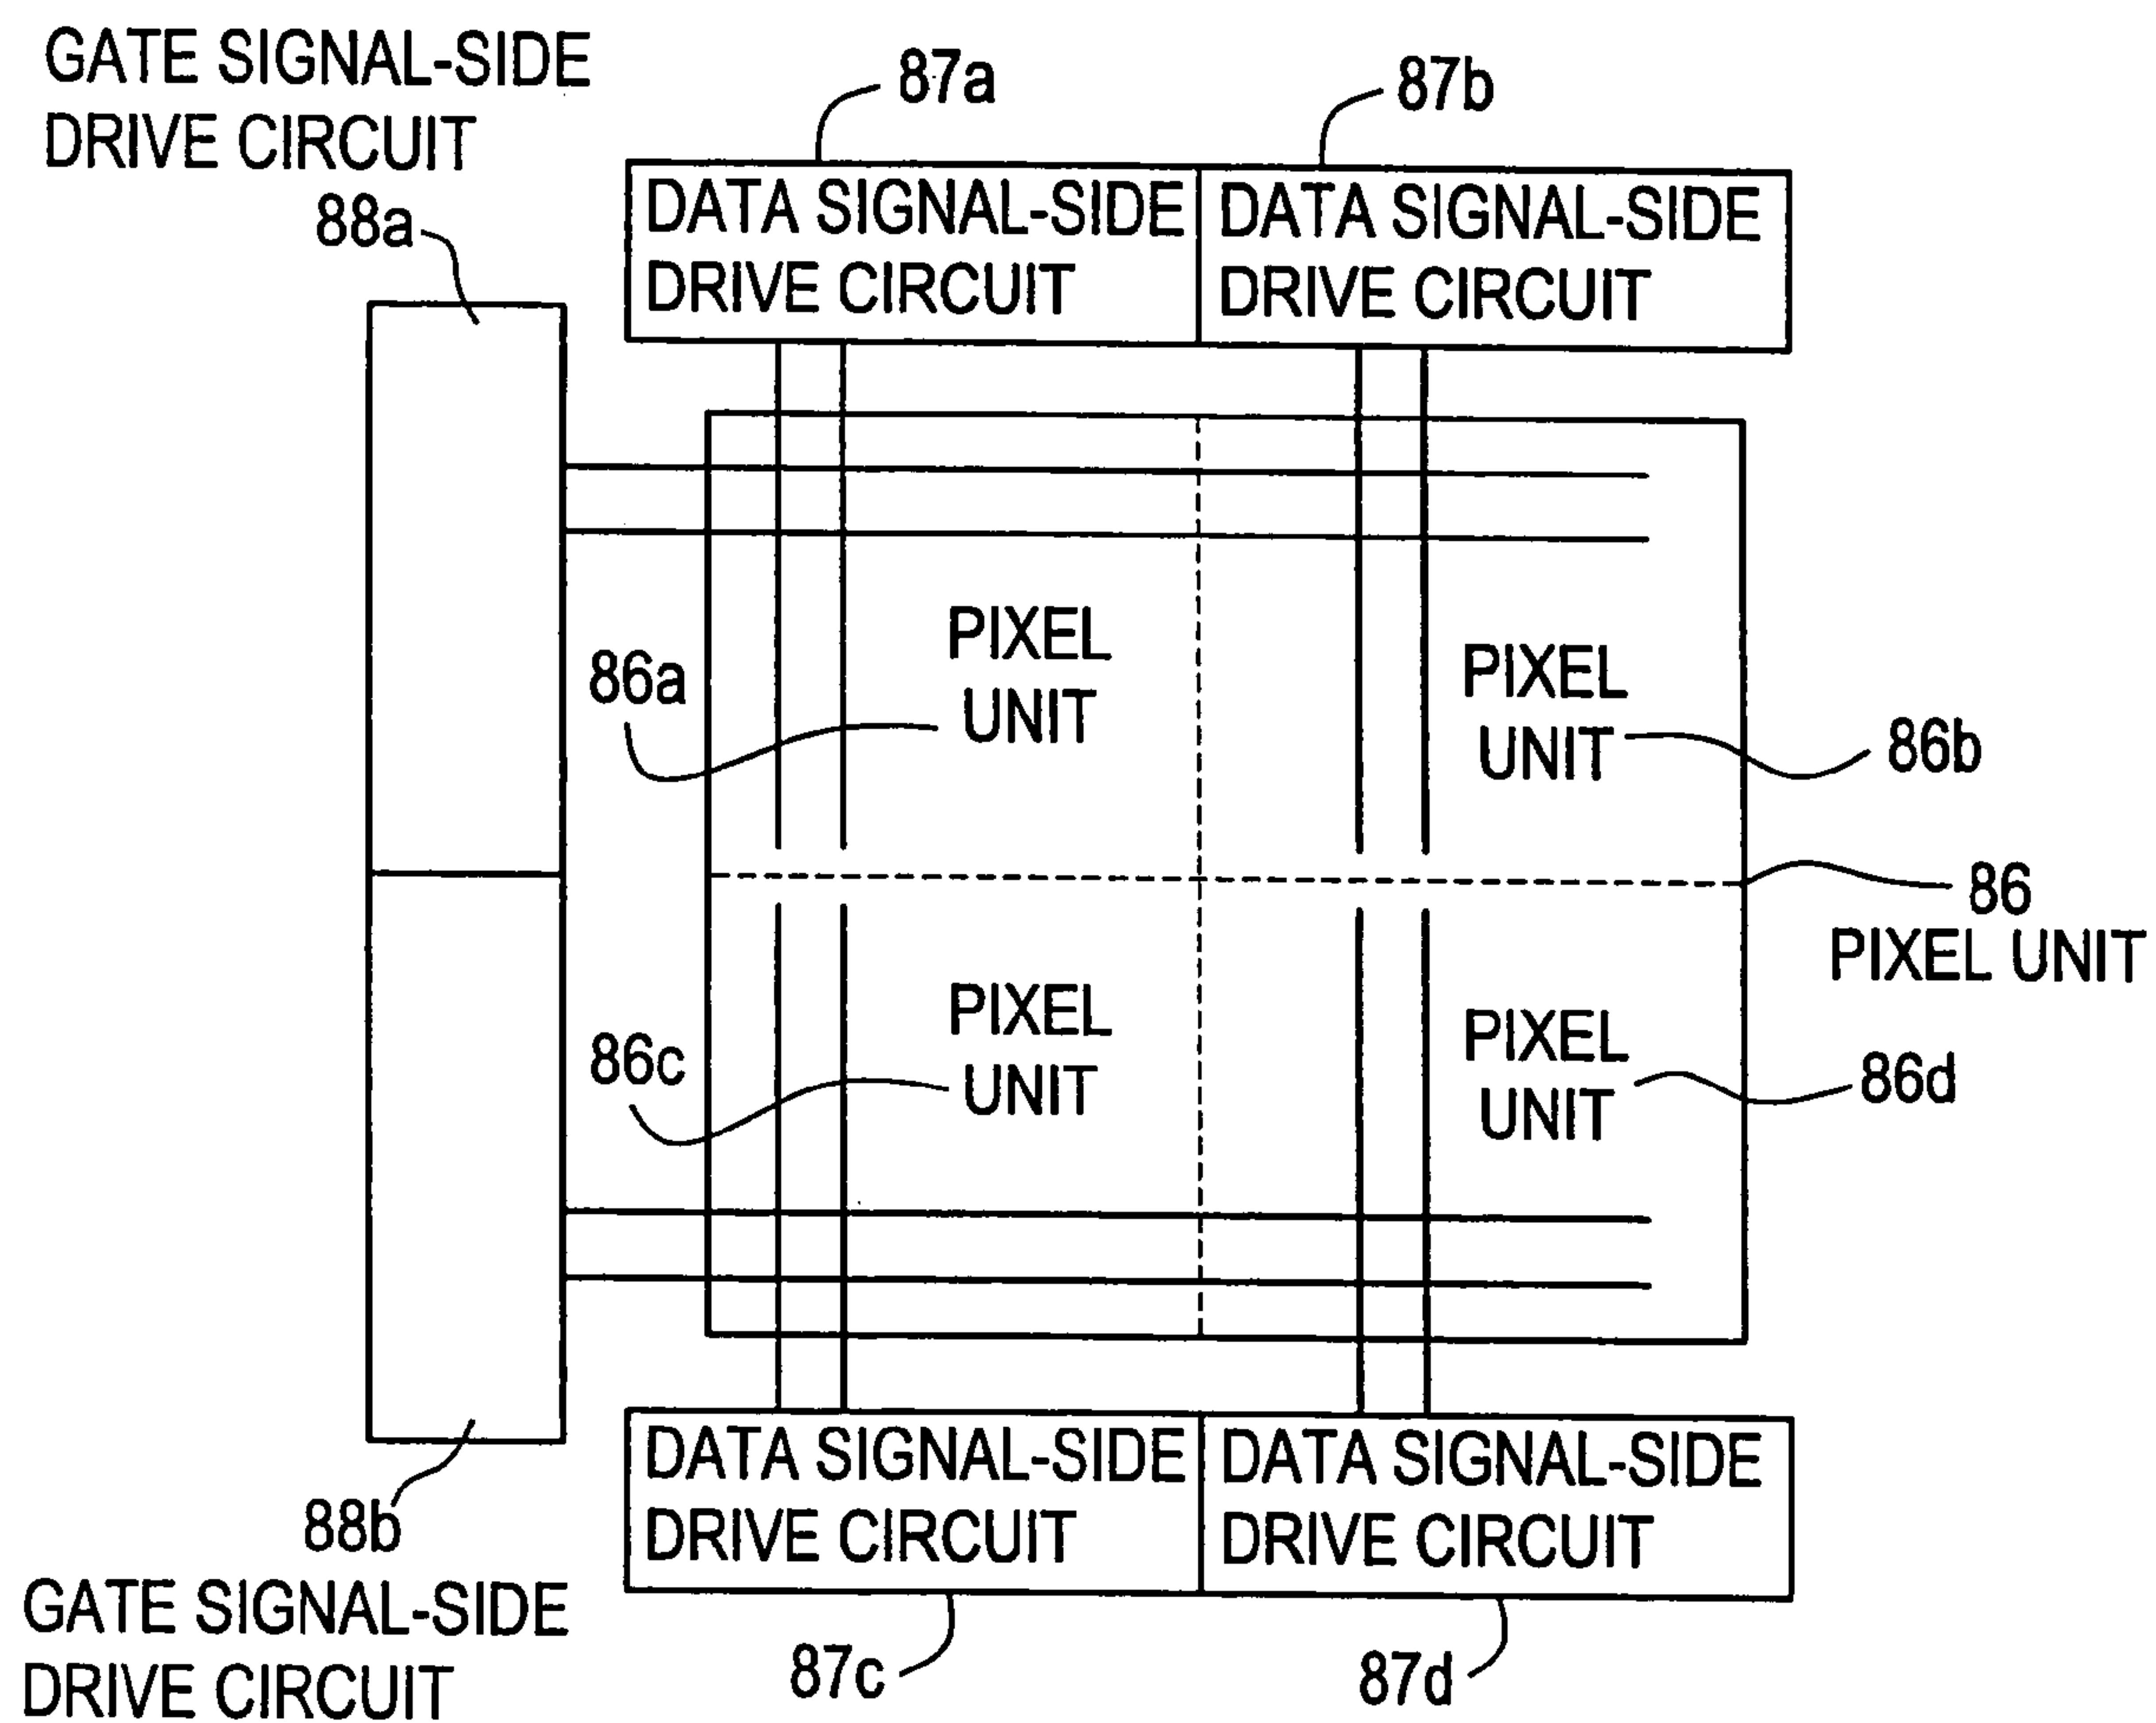 GATE SIGNAL-SIDE
DRIVE CIRCUIT
88a
87a
87b
DATA SIGNAL-SIDE
DRIVE CIRCUIT
DATA SIGNAL-SIDE
DRIVE CIRCUIT
86a
PIXEL
UNIT
PIXEL
UNIT
86b
86
PIXEL UNIT
86c
PIXEL
UNIT
PIXEL
UNIT
86d
88b
GATE SIGNAL-SIDE
DRIVE CIRCUIT
DATA SIGNAL-SIDE
DRIVE CIRCUIT
DATA SIGNAL-SIDE
DRIVE CIRCUIT
87c
87d